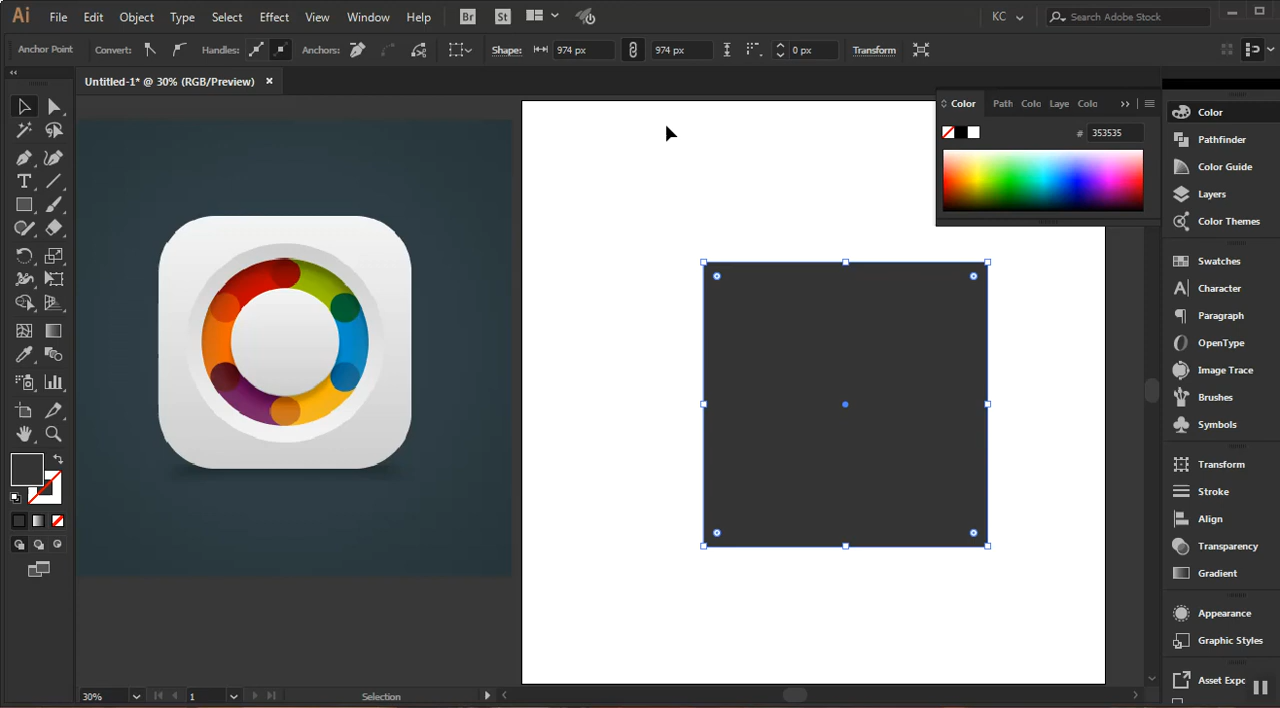 Ai File Edit Object Type Select Effect View Window Help Br St KC Search Adobe Stock
Anchor Point Convert: Handles: Anchors: Shape: 974 px 974 px 0 px Transform
Untitled-1* @ 30% (RGB/Preview)
Color Path Colo Laye Colo
# 353535
Color
Pathfinder
Color Guide
Layers
Color Themes
Swatches
Character
Paragraph
OpenType
Image Trace
Brushes
Symbols
Transform
Stroke
Align
Transparency
Gradient
Appearance
Graphic Styles
Asset Expo
30% 1 Selection